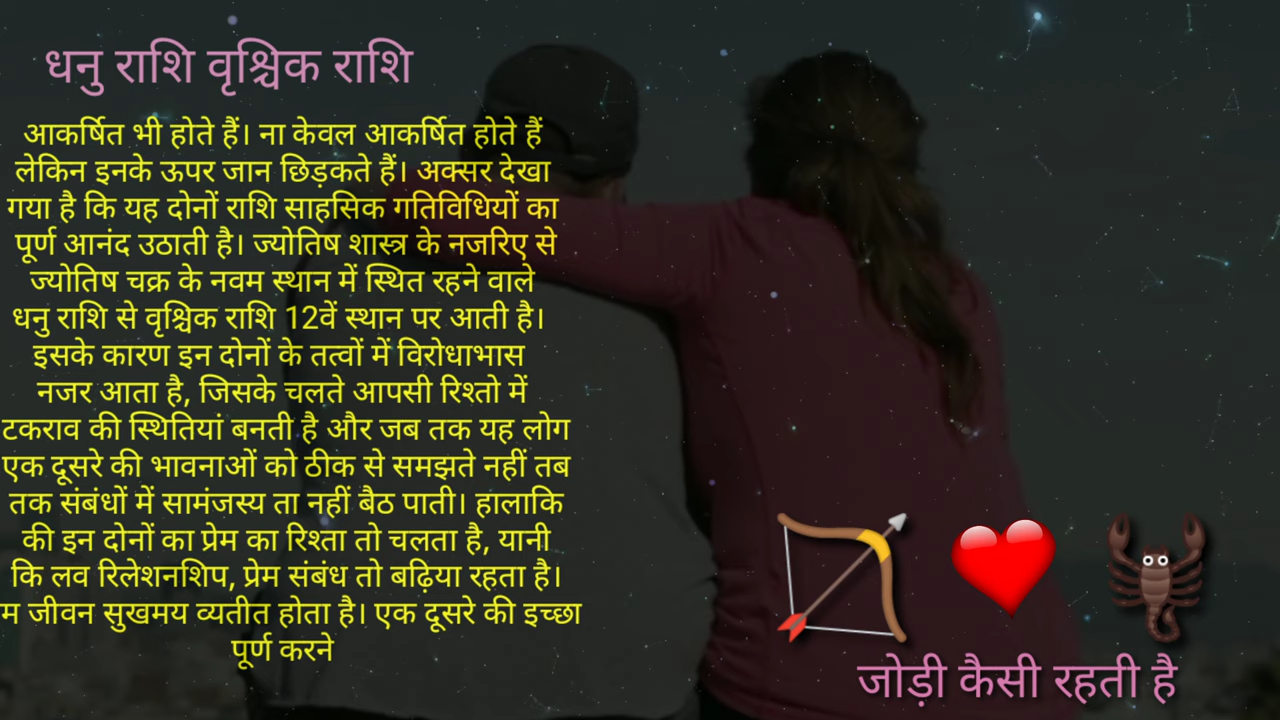 धनु राशि वृश्चिक राशि
आकर्षित भी होते हैं। ना केवल आकर्षित होते हैं
लेकिन इनके ऊपर जान छिड़कते हैं। अक्सर देखा
गया है कि यह दोनों राशि साहसिक गतिविधियों का
पूर्ण आनंद उठाती है। ज्योतिष शास्त्र के नजरिए से
ज्योतिष चक्र के नवम स्थान में स्थित रहने वाले
धनु राशि से वृश्चिक राशि 12वें स्थान पर आती है।
इसके कारण इन दोनों के तत्वों में विरोधाभास
नजर आता है, जिसके चलते आपसी रिश्तो में
टकराव की स्थितियां बनती है और जब तक यह लोग
एक दूसरे की भावनाओं को ठीक से समझते नहीं तब
तक संबंधों में सामंजस्य ता नहीं बैठ पाती। हालाकि
की इन दोनों का प्रेम का रिश्ता तो चलता है, यानी
कि लव रिलेशनशिप, प्रेम संबंध तो बढ़िया रहता है।
म जीवन सुखमय व्यतीत होता है। एक दूसरे की इच्छा
पूर्ण करने
जोड़ी कैसी रहती है